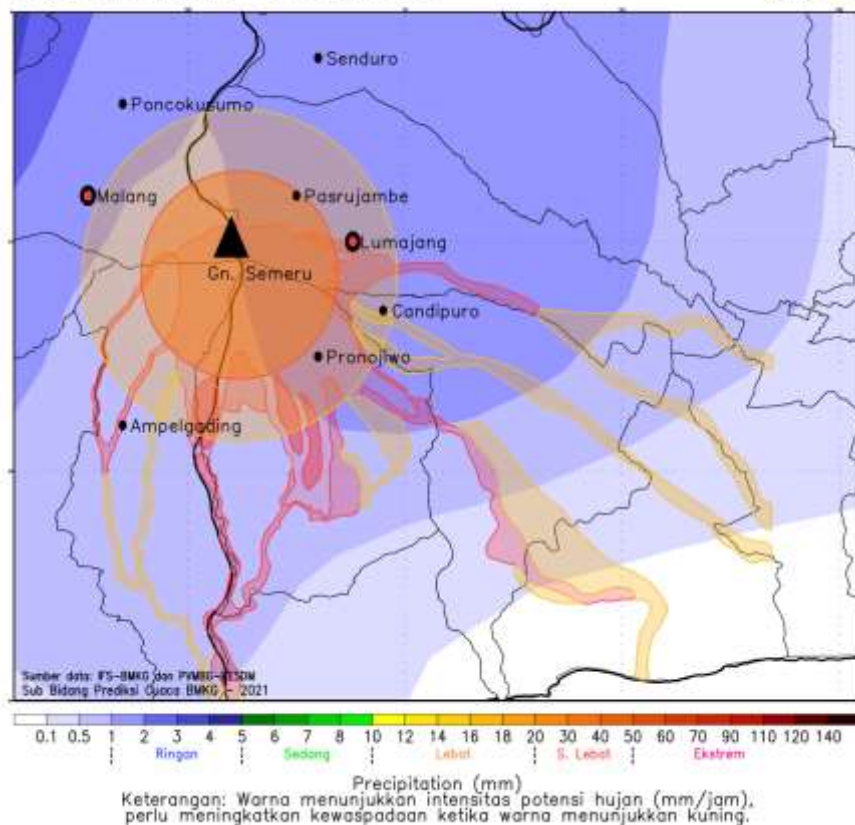 Senduro
Poncokusumo
Malang
Pasrujambe
Lumajang
Gn. Semeru
Candipuro
Pronojiwo
Ampelgading
Sumber data: IFS-BMKG dan PVMBG-KESDM
Sub Bidang Prediksi Cuaca BMKG - 2021
0.1 0.5 1 2 3 4 5 6 7 8 10 12 14 16 18 20 30 40 50 60 70 90 110 120 140
Ringan Sedang Lebat S. Lebat Ekstrem
Precipitation (mm)
Keterangan: Warna menunjukkan intensitas potensi hujan (mm/jam),
perlu meningkatkan kewaspadaan ketika warna menunjukkan kuning.